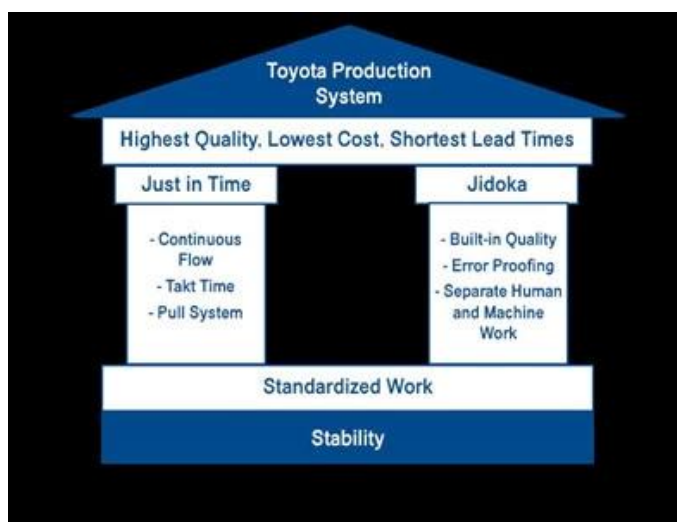 Toyota Production
System
Highest Quality, Lowest Cost, Shortest Lead Times
Just in Time
- Continuous
Flow
- Takt Time
- Pull System
Jidoka
- Built-in Quality
- Error Proofing
- Separate Human
and Machine
Work
Standardized Work
Stability